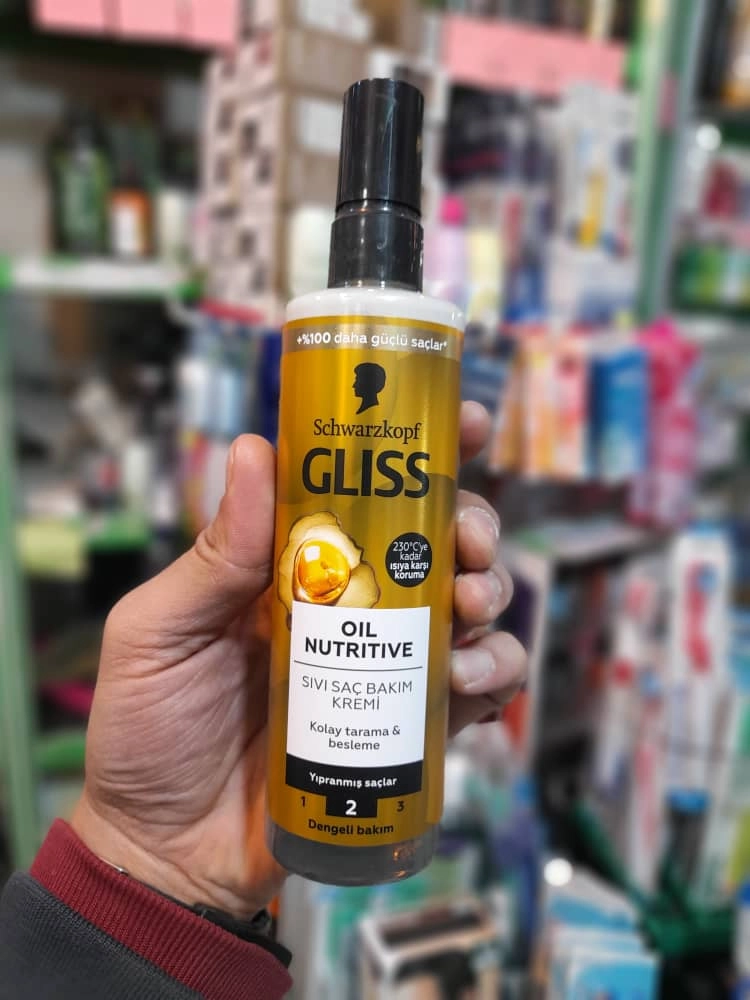 +%100 daha güçlü saçlar*
Schwarzkopf
GLISS
230°C'ye
kadar
ısıya karşı
koruma
OIL
NUTRITIVE
SIVI SAÇ BAKIM
KREMİ
Kolay tarama &
besleme
Yıpranmış saçlar
1 2 3
Dengeli bakım